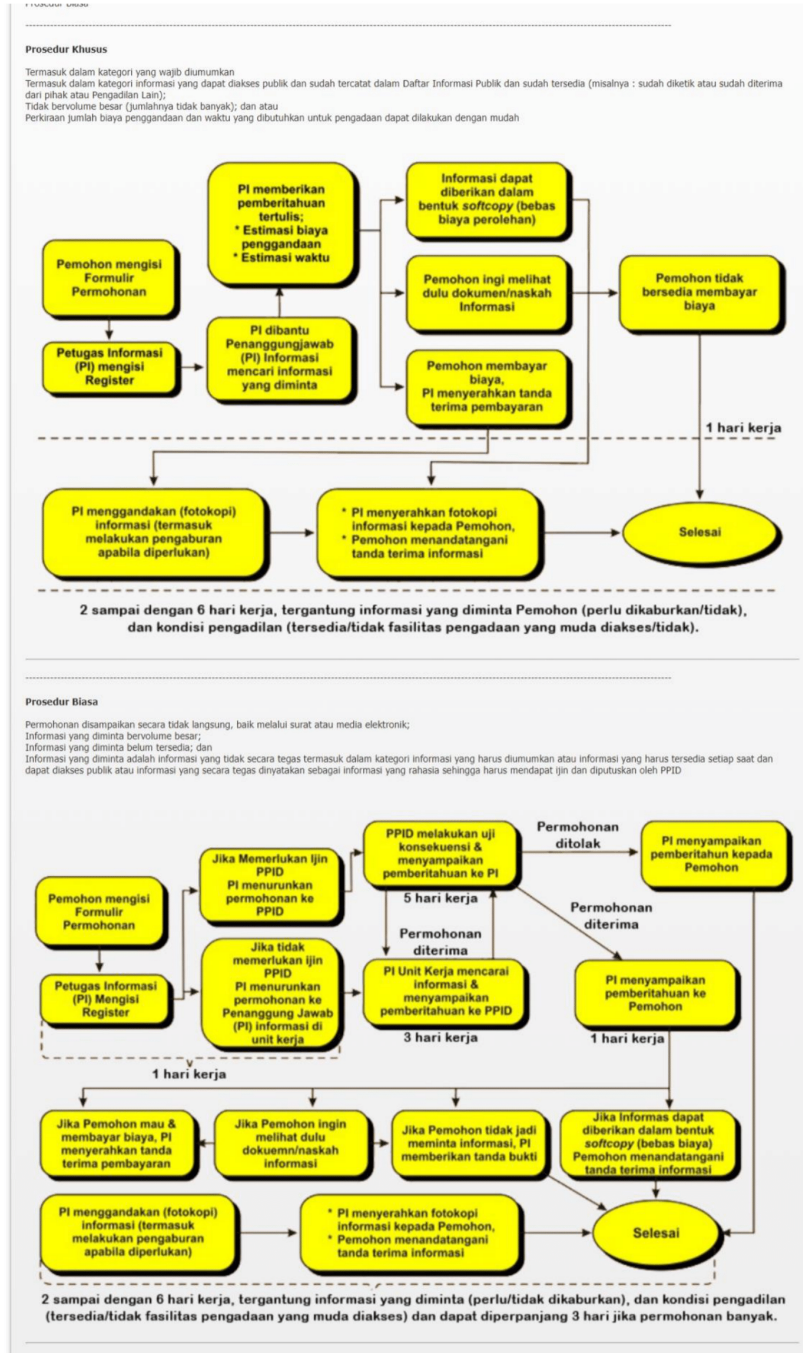 Prosedur Biasa
Prosedur Khusus
Termasuk dalam kategori yang wajib diumumkan
Termasuk dalam kategori informasi yang dapat diakses publik dan sudah tercatat dalam Daftar Informasi Publik dan sudah tersedia (misalnya : sudah diketik atau sudah diterima
dari pihak atau Pengadilan Lain);
Tidak bervolume besar (jumlahnya tidak banyak); dan atau
Perkiraan jumlah biaya penggandaan dan waktu yang dibutuhkan untuk pengadaan dapat dilakukan dengan mudah
Pemohon mengisi
Formulir
Permohonan
Petugas Informasi
(PI) mengisi
Register
PI memberikan
pemberitahuan
tertulis;
* Estimasi biaya
penggandaan
* Estimasi waktu
PI dibantu
Penanggungjawab
(PI) Informasi
mencari informasi
yang diminta
Informasi dapat
diberikan dalam
bentuk softcopy (bebas
biaya perolehan)
Pemohon ingi melihat
dulu dokumen/naskah
Informasi
Pemohon membayar
biaya,
PI menyerahkan tanda
terima pembayaran
Pemohon tidak
bersedia membayar
biaya
1 hari kerja
PI menggandakan (fotokopi)
informasi (termasuk
melakukan pengaburan
apabila diperlukan)
* PI menyerahkan fotokopi
informasi kepada Pemohon,
* Pemohon menandatangani
tanda terima informasi
Selesai
2 sampai dengan 6 hari kerja, tergantung informasi yang diminta Pemohon (perlu dikaburkan/tidak),
dan kondisi pengadilan (tersedia/tidak fasilitas pengadaan yang muda diakses/tidak).
Prosedur Biasa
Permohonan disampaikan secara tidak langsung, baik melalui surat atau media elektronik;
Informasi yang diminta bervolume besar;
Informasi yang diminta belum tersedia; dan
Informasi yang diminta adalah informasi yang tidak secara tegas termasuk dalam kategori informasi yang harus diumumkan atau informasi yang harus tersedia setiap saat dan
dapat diakses publik atau informasi yang secara tegas dinyatakan sebagai informasi yang rahasia sehingga harus mendapat ijin dan diputuskan oleh PPID
Pemohon mengisi
Formulir
Permohonan
Petugas Informasi
(PI) Mengisi
Register
Jika Memerlukan Ijin
PPID
PI menurunkan
permohonan ke
PPID
Jika tidak
memerlukan ijin
PPID
PI menurunkan
permohonan ke
Penanggung Jawab
(PI) informasi di
unit kerja
1 hari kerja
PPID melakukan uji
konsekuensi &
menyampaikan
pemberitahuan ke PI
5 hari kerja
Permohonan
diterima
PI Unit Kerja mencarai
informasi &
menyampaikan
pemberitahuan ke PPID
3 hari kerja
Permohonan
ditolak
PI menyampaikan
pemberitahun kepada
Pemohon
Permohonan
diterima
PI menyampaikan
pemberitahuan ke
Pemohon
1 hari kerja
Jika Pemohon mau &
membayar biaya, PI
menyerahkan tanda
terima pembayaran
Jika Pemohon ingin
melihat dulu
dokuemn/naskah
informasi
Jika Pemohon tidak jadi
meminta informasi, PI
memberikan tanda bukti
Jika Informas dapat
diberikan dalam bentuk
softcopy (bebas biaya)
Pemohon menandatangani
tanda terima informasi
PI menggandakan (fotokopi)
informasi (termasuk
melakukan pengaburan
apabila diperlukan)
* PI menyerahkan fotokopi
informasi kepada Pemohon,
* Pemohon menandatangani
tanda terima informasi
Selesai
2 sampai dengan 6 hari kerja, tergantung informasi yang diminta (perlu/tidak dikaburkan), dan kondisi pengadilan
(tersedia/tidak fasilitas pengadaan yang muda diakses) dan dapat diperpanjang 3 hari jika permohonan banyak.